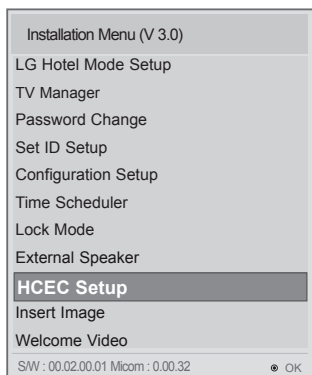 Installation Menu (V 3.0)
LG Hotel Mode Setup
TV Manager
Password Change
Set ID Setup
Configuration Setup
Time Scheduler
Lock Mode
External Speaker
HCEC Setup
Insert Image
Welcome Video
S/W : 00.02.00.01 Micom : 0.00.32 ◉ OK